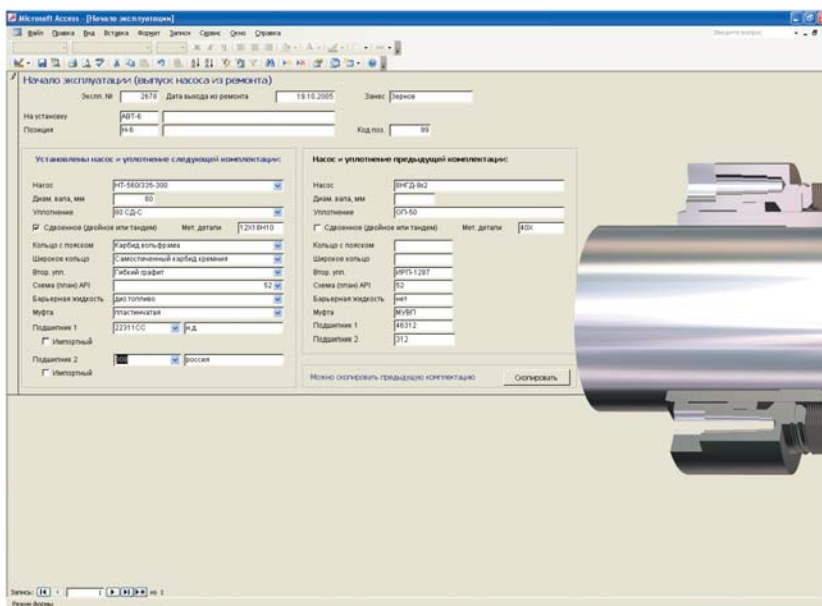 Microsoft Access - [Начало эксплуатации]
Файл Правка Вид Вставка Формат Записи Сервис Окно Справка
Введите вопрос
Начало эксплуатации (выпуск насоса из ремонта)
Экспл. № 2678 Дата выхода из ремонта 19.10.2005 Занес Зернов
На установку АВТ-6
Позиция Н-6 Код поз. 99
Установлены насос и уплотнение следующей комплектации:
Насос НТ-560/335-300
Диам. вала, мм 80
Уплотнение 80 СД-С
Сдвоенное (двойное или тандем) Мет. детали 12Х18Н10
Кольцо с пояском Карбид вольфрама
Широкое кольцо Самоспеченный карбид кремния
Втор. упл. Гибкий графит
Схема (план) API 52
Барьерная жидкость диз.топливо
Муфта пластинчатая
Подшипник 1 22311СС н.д.
Импортный
Подшипник 2 308 россия
Импортный
Насос и уплотнение предыдущей комплектации:
Насос ВНГД-9х2
Диам. вала, мм
Уплотнение ОП-50
Сдвоенное (двойное или тандем) Мет. детали 40Х
Кольцо с пояском
Широкое кольцо
Втор. упл. ИРП-1287
Схема (план) API 52
Барьерная жидкость нет
Муфта МУВП
Подшипник 1 46312
Подшипник 2 312
Можно скопировать предыдущую комплектацию Скопировать
Запись: 1 из 1
Режим формы